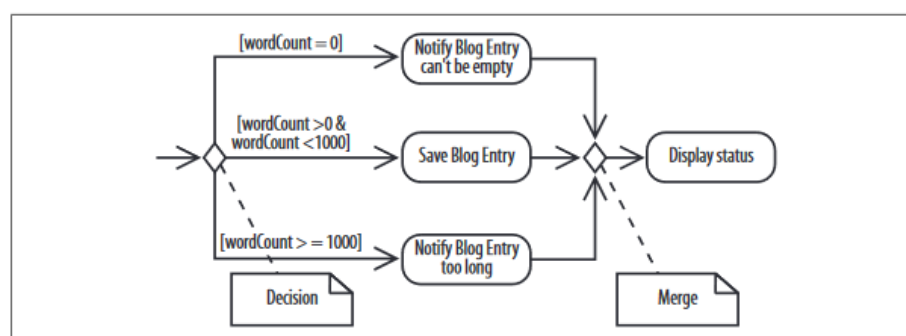 [wordCount = 0]
Notify Blog Entry
can't be empty
[wordCount >0 &
wordCount <1000]
Save Blog Entry
Display status
[wordCount > = 1000]
Notify Blog Entry
too long
Decision
Merge